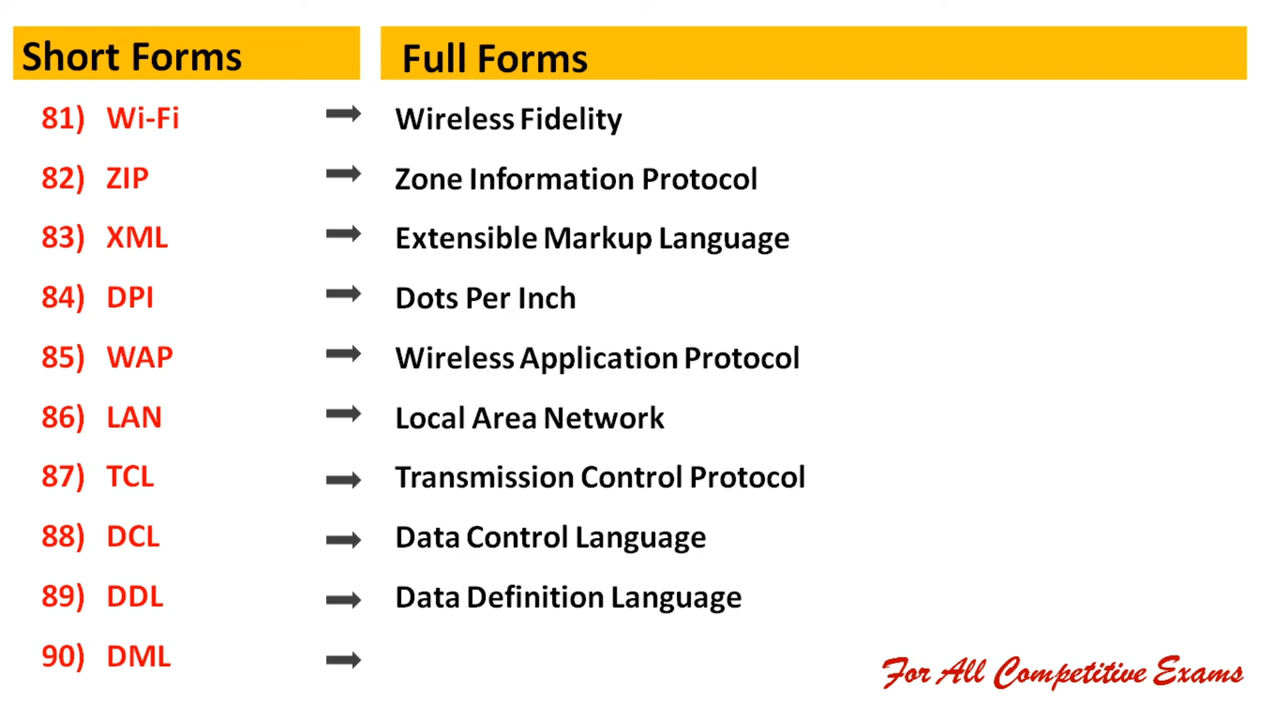 Short Forms Full Forms
81) Wi-Fi → Wireless Fidelity
82) ZIP → Zone Information Protocol
83) XML → Extensible Markup Language
84) DPI → Dots Per Inch
85) WAP → Wireless Application Protocol
86) LAN → Local Area Network
87) TCL → Transmission Control Protocol
88) DCL → Data Control Language
89) DDL → Data Definition Language
90) DML →
For All Competitive Exams